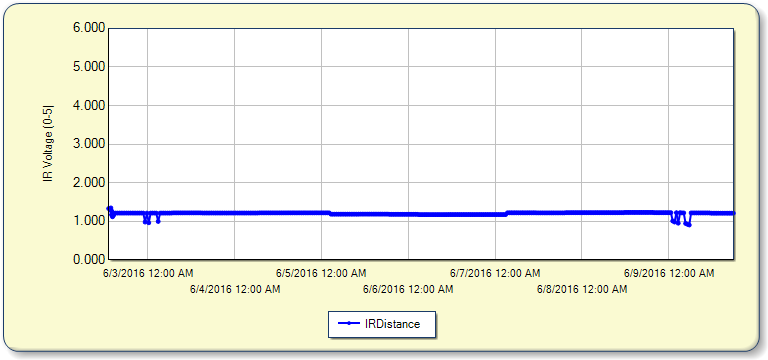 6.000
5.000
4.000
3.000
2.000
1.000
0.000
IR Voltage (0-5|
6/3/2016 12:00 AM
6/4/2016 12:00 AM
6/5/2016 12:00 AM
6/6/2016 12:00 AM
6/7/2016 12:00 AM
6/8/2016 12:00 AM
6/9/2016 12:00 AM
IRDistance